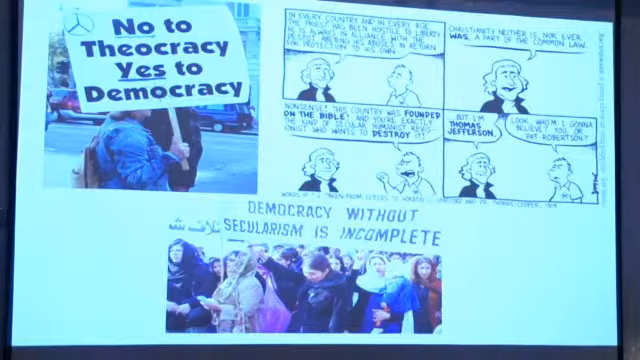 No to
Theocracy
Yes to
Democracy
IN EVERY COUNTRY AND IN EVERY AGE
THE PRIEST HAS BEEN HOSTILE TO LIBERTY
HE IS ALWAYS IN ALLIANCE WITH THE
DESPOT, ABETTING HIS ABUSES IN RETURN
FOR PROTECTION TO HIS OWN.
CHRISTIANITY NEITHER IS, NOR EVER
WAS, A PART OF THE COMMON LAW.
NONSENSE! THIS COUNTRY WAS FOUNDED
ON THE BIBLE! AND YOU'RE EXACTLY
THE KIND OF SECULAR HUMANIST REVIS-
IONIST WHO WANTS TO DESTROY IT!
BUT I'M
THOMAS
JEFFERSON.
LOOK, WHO'M I GONNA
BELIEVE? YOU, OR
PAT ROBERTSON?
DEMOCRACY WITHOUT
SECULARISM IS INCOMPLETE